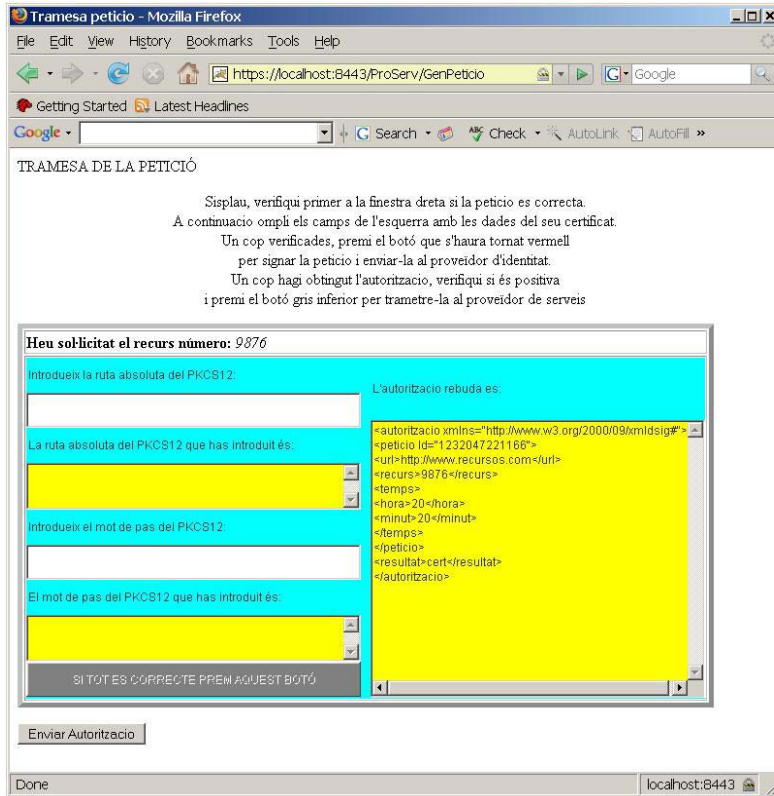 Tramesa peticio - Mozilla Firefox
File Edit View History Bookmarks Tools Help
https://localhost:8443/ProServ/GenPeticio
G Google
Getting Started Latest Headlines
Google G Search ABC Check AutoLink AutoFill »
TRAMESA DE LA PETICIÓ
Sisplau, verifiqui primer a la finestra dreta si la peticio es correcta.
A continuacio ompli els camps de l'esquerra amb les dades del seu certificat.
Un cop verificades, premi el botó que s'haura tornat vermell
per signar la peticio i enviar-la al proveïdor d'identitat.
Un cop hagi obtingut l'autorització, verifiqui si és positiva
i premi el botó gris inferior per trametre-la al proveïdor de serveis
Heu sol·licitat el recurs número: 9876
Introdueix la ruta absoluta del PKCS12:
La ruta absoluta del PKCS12 que has introduit és:
Introdueix el mot de pas del PKCS12:
El mot de pas del PKCS12 que has introduit és:
SI TOT ES CORRECTE PREM AQUEST BOTÓ
L'autoritzacio rebuda es:
<autoritzacio xmlns="http://www.w3.org/2000/09/xmldsig#">
<peticio Id="1232047221166">
<url>http://www.recursos.com</url>
<recurs>9876</recurs>
<temps>
<hora>20</hora>
<minut>20</minut>
</temps>
</peticio>
<resultat>cert</resultat>
</autoritzacio>
Enviar Autoritzacio
Done localhost:8443